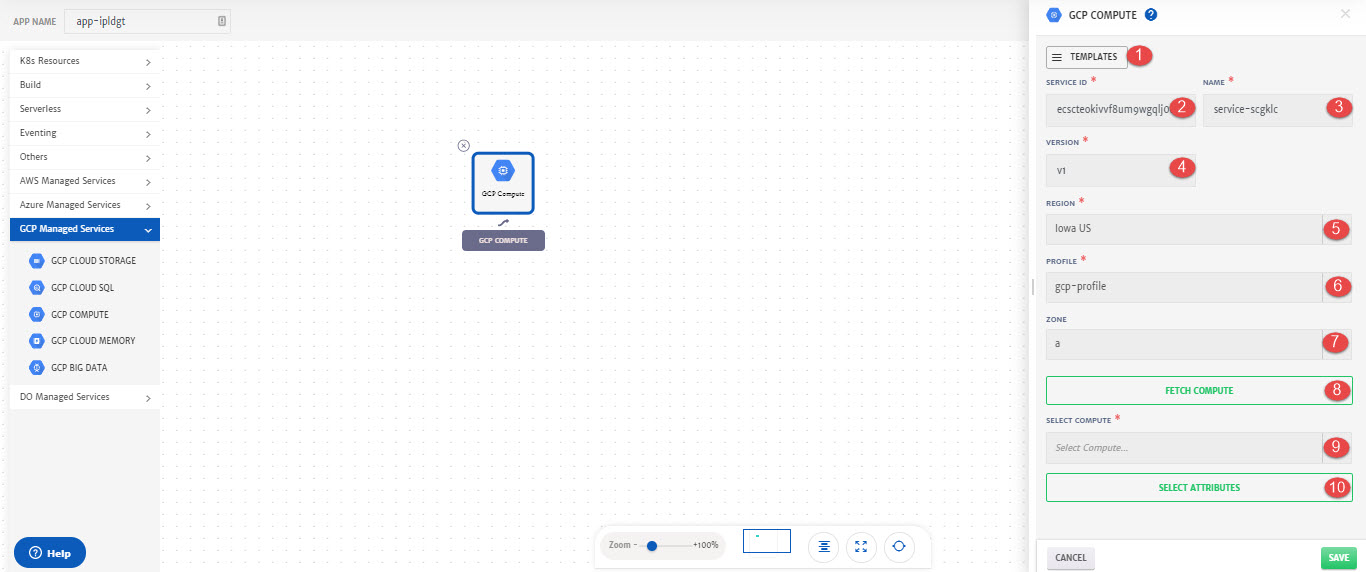 APP NAME
app-ipldgt
K8s Resources
Build
Serverless
Eventing
Others
AWS Managed Services
Azure Managed Services
GCP Managed Services
GCP CLOUD STORAGE
GCP CLOUD SQL
GCP COMPUTE
GCP CLOUD MEMORY
GCP BIG DATA
DO Managed Services
Help
GCP Compute
GCP COMPUTE
Zoom - +100%
GCP COMPUTE ?
TEMPLATES 1
SERVICE ID * NAME *
ecscteokivvf8um9wgqljo 2 service-scgklc 3
VERSION *
v1 4
REGION *
Iowa US 5
PROFILE *
gcp-profile 6
ZONE
a 7
FETCH COMPUTE 8
SELECT COMPUTE *
Select Compute... 9
SELECT ATTRIBUTES 10
CANCEL SAVE